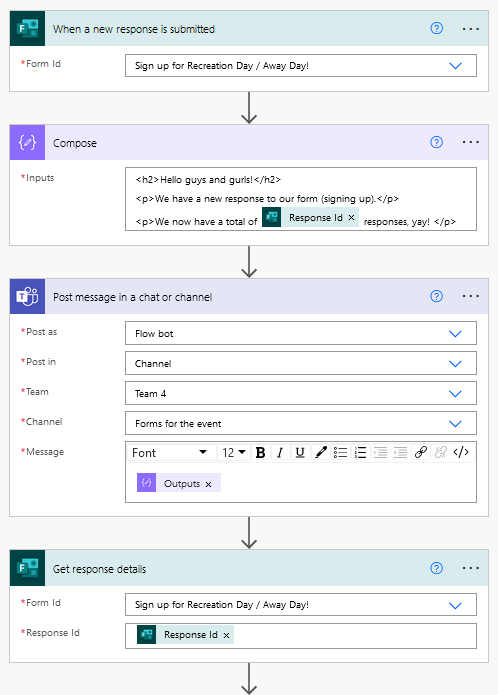 When a new response is submitted
*Form Id
Sign up for Recreation Day / Away Day!
Compose
*Inputs
<h2>Hello guys and gurls!</h2>
<p>We have a new response to our form (signing up).</p>
<p>We now have a total of Response Id × responses, yay! </p>
Post message in a chat or channel
*Post as
Flow bot
*Post in
Channel
*Team
Team 4
*Channel
Forms for the event
*Message
Font 12 B I U </>
Outputs ×
Get response details
*Form Id
Sign up for Recreation Day / Away Day!
*Response Id
Response Id ×